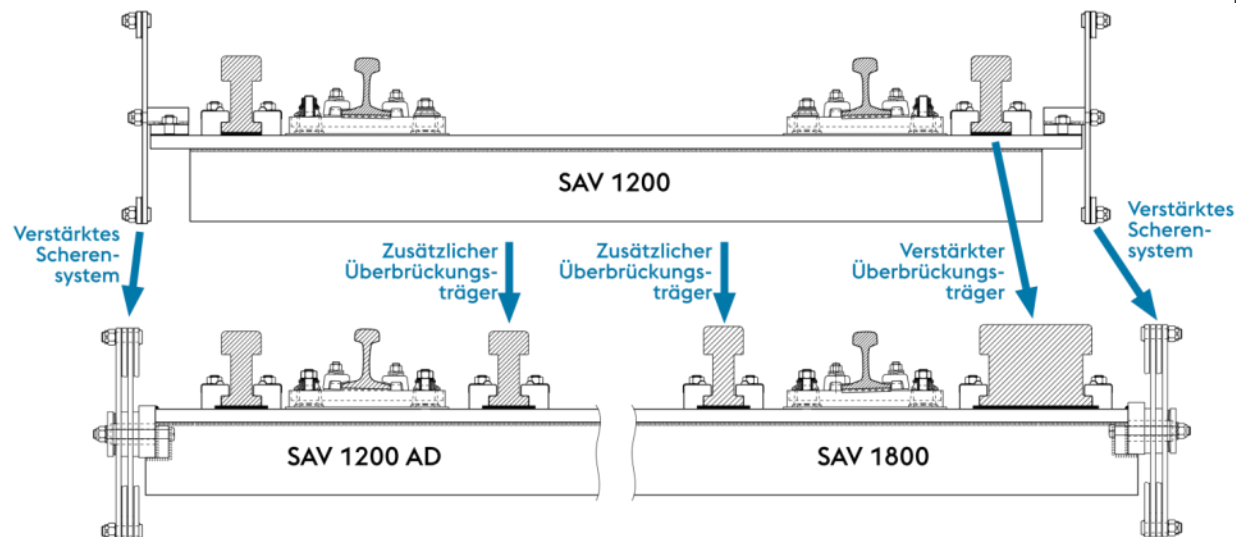 SAV 1200
Verstärktes
Scheren-
system
Zusätzlicher
Überbrückungs-
träger
Zusätzlicher
Überbrückungs-
träger
Verstärkter
Überbrückungs-
träger
Verstärktes
Scheren-
system
SAV 1200 AD
SAV 1800